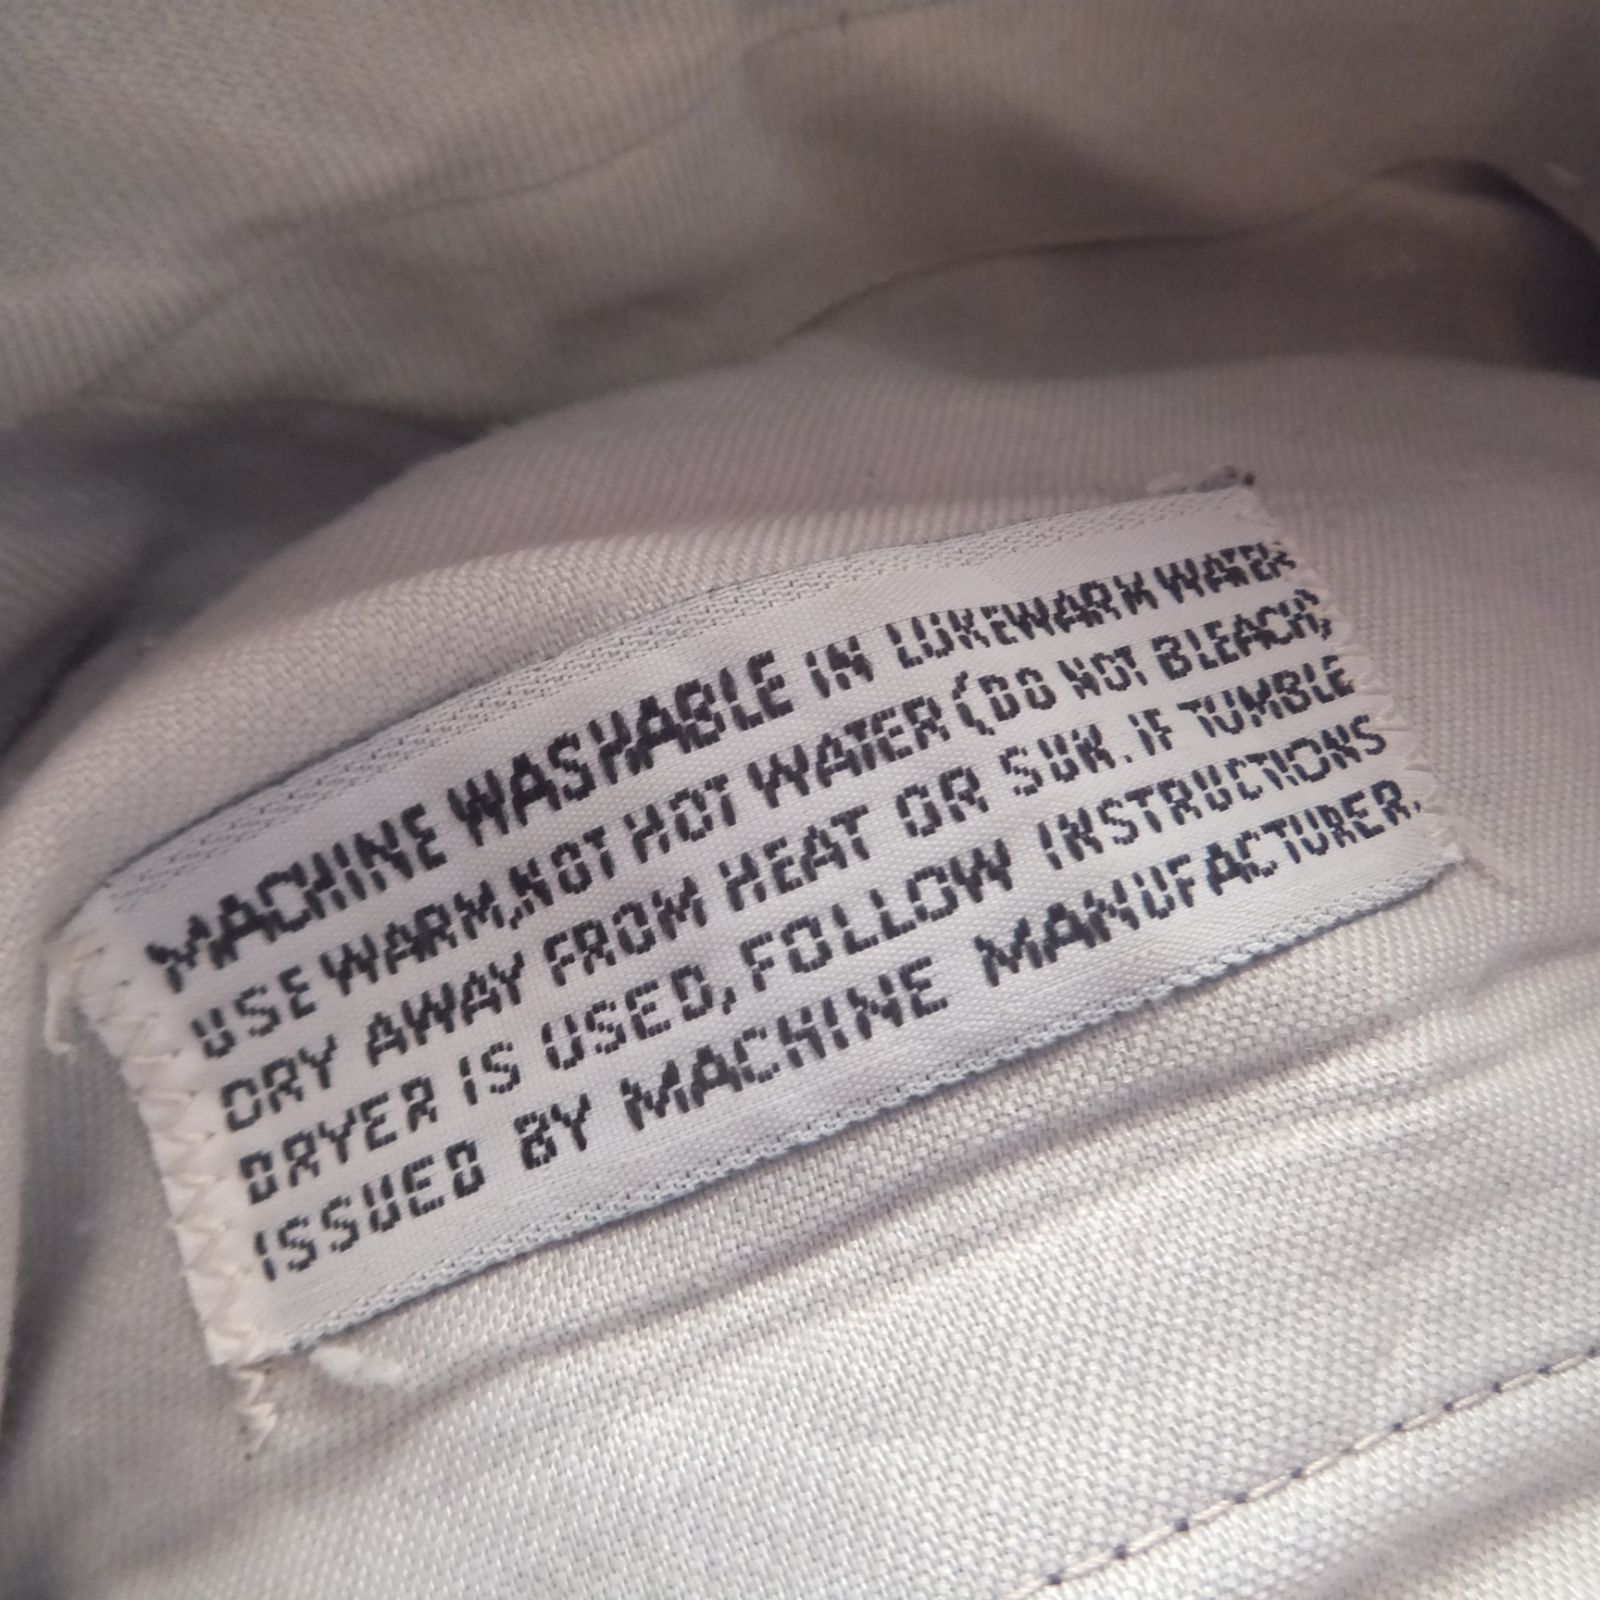 MACHINE WASHABLE IN LUKEWARM WATER
USE WARM, NOT HOT WATER (DO NOT BLEACH)
DRY AWAY FROM HEAT OR SUN. IF TUMBLE
DRYER IS USED, FOLLOW INSTRUCTIONS
ISSUED BY MACHINE MANUFACTURER.